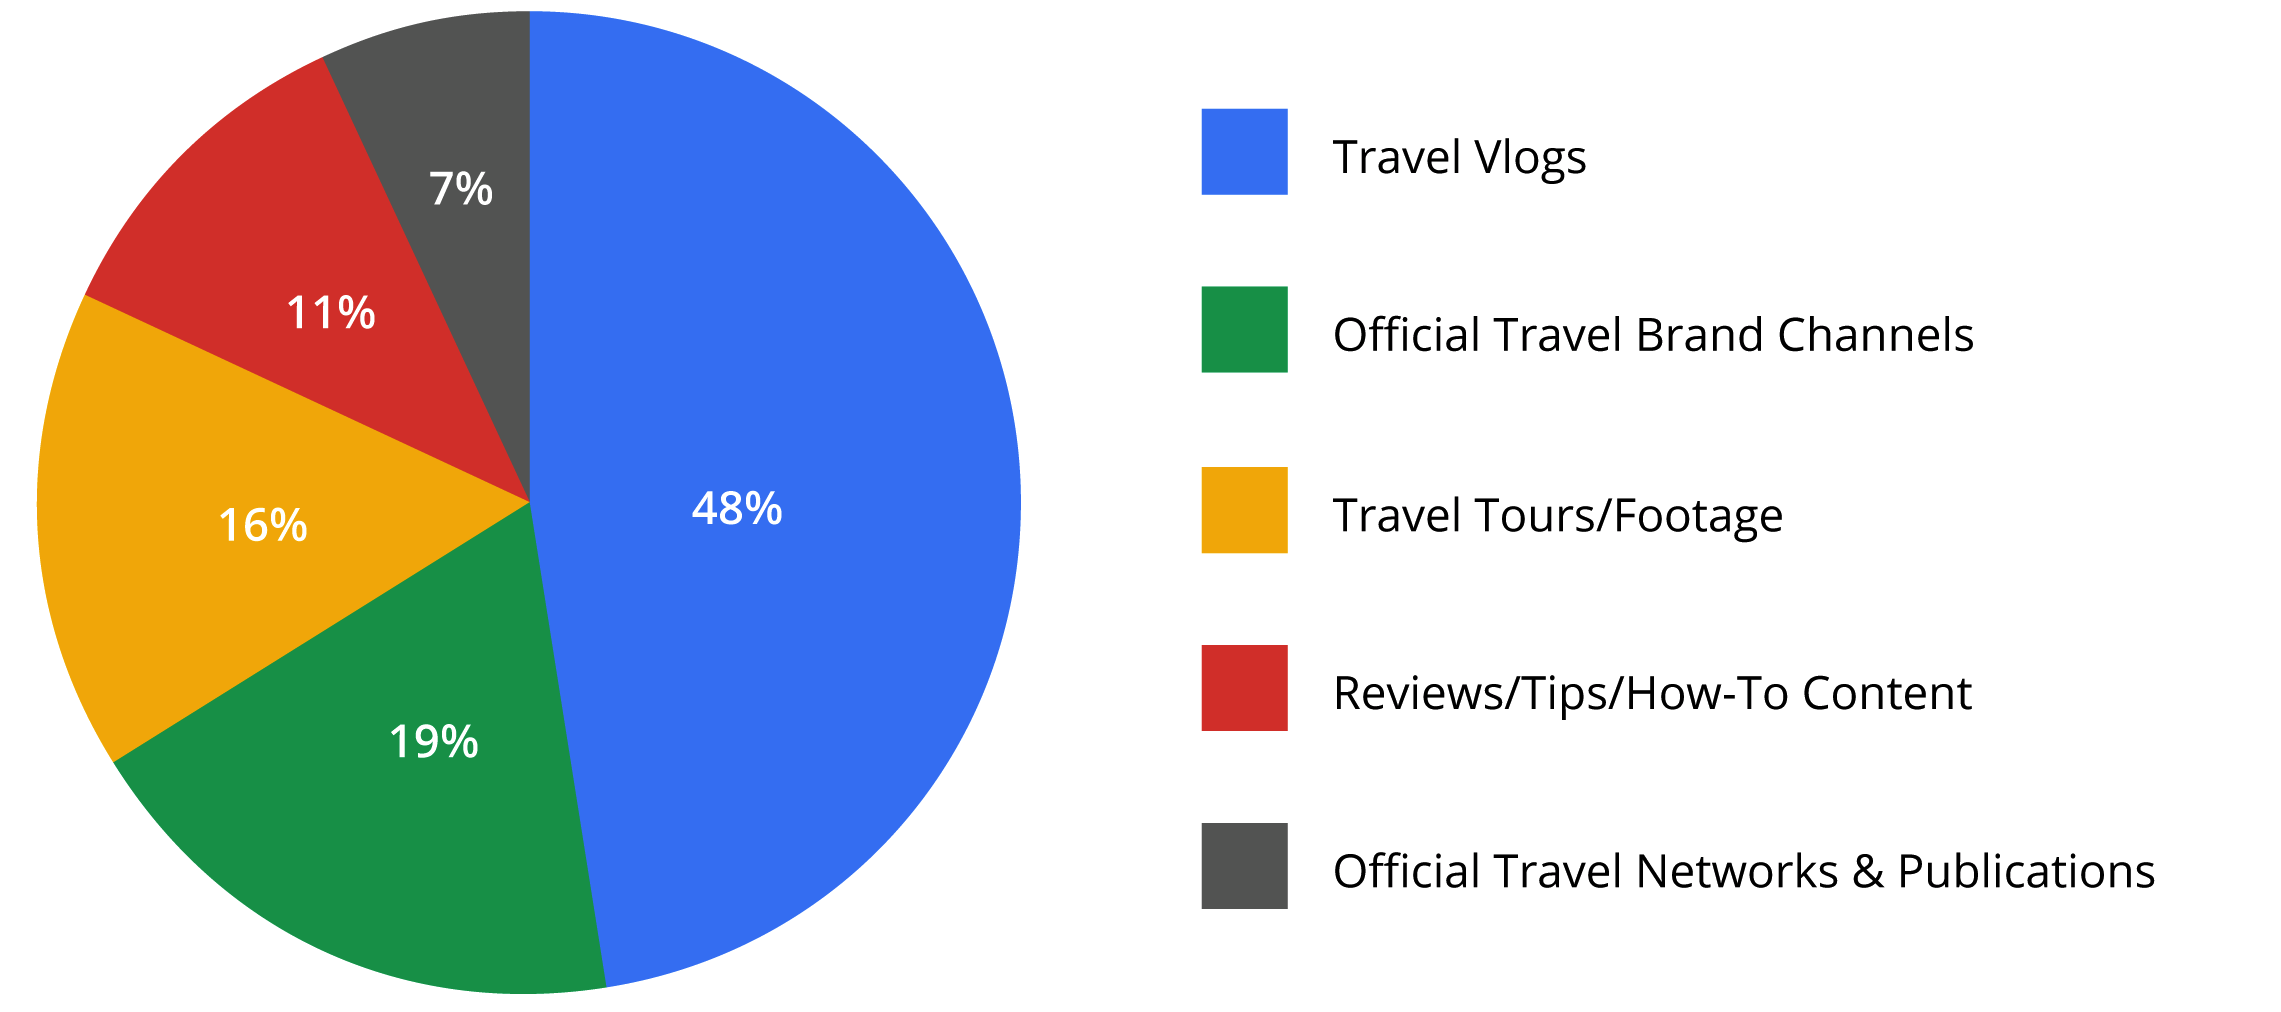 7%
11%
16%
48%
19%
Travel Vlogs
Official Travel Brand Channels
Travel Tours/Footage
Reviews/Tips/How-To Content
Official Travel Networks & Publications